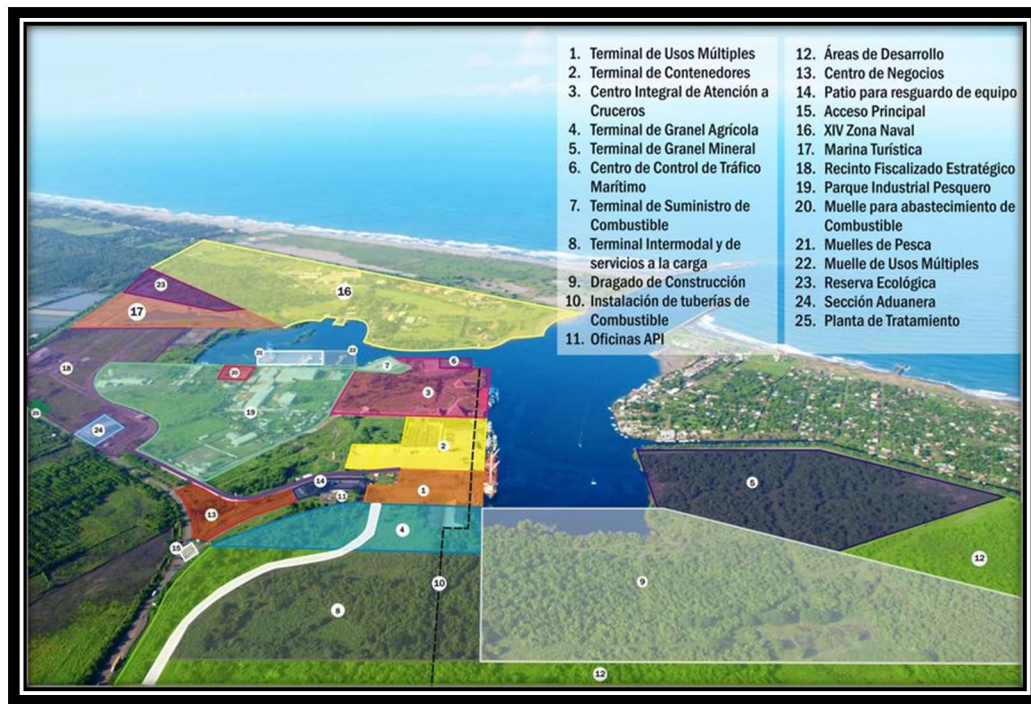 1. Terminal de Usos Múltiples
2. Terminal de Contenedores
3. Centro Integral de Atención a
Cruceros
4. Terminal de Granel Agrícola
5. Terminal de Granel Mineral
6. Centro de Control de Tráfico
Marítimo
7. Terminal de Suministro de
Combustible
8. Terminal Intermodal y de
servicios a la carga
9. Dragado de Construcción
10. Instalación de tuberías de
Combustible
11. Oficinas API
12. Áreas de Desarrollo
13. Centro de Negocios
14. Patio para resguardo de equipo
15. Acceso Principal
16. XIV Zona Naval
17. Marina Turística
18. Recinto Fiscalizado Estratégico
19. Parque Industrial Pesquero
20. Muelle para abastecimiento de
Combustible
21. Muelles de Pesca
22. Muelle de Usos Múltiples
23. Reserva Ecológica
24. Sección Aduanera
25. Planta de Tratamiento
23
16
17
21
22
18
20
7
6
3
19
25
24
2
14
11
1
5
13
4
15
12
10
9
8
12